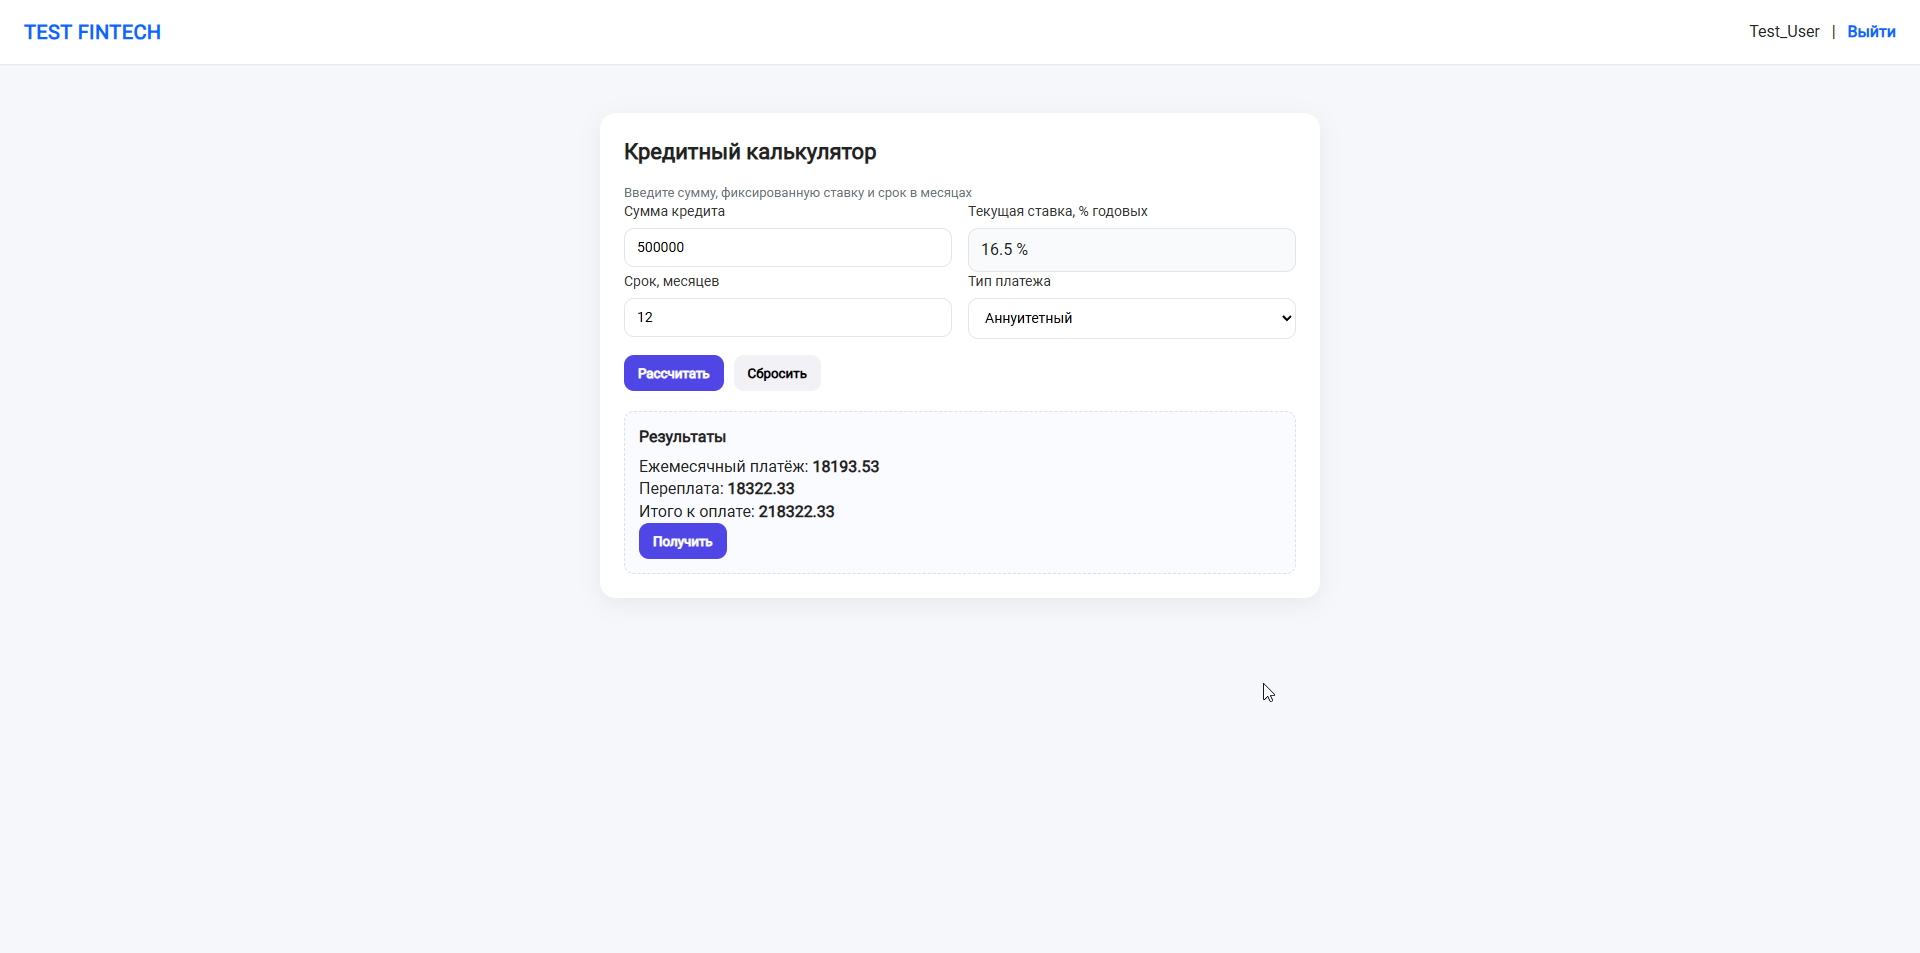 TEST FINTECH
Test_User | Выйти
Кредитный калькулятор
Введите сумму, фиксированную ставку и срок в месяцах
Сумма кредита
Текущая ставка, % годовых
500000
16.5 %
Срок, месяцев
Тип платежа
12
Аннуитетный
Рассчитать
Сбросить
Результаты
Ежемесячный платёж: 18193.53
Переплата: 18322.33
Итого к оплате: 218322.33
Получить